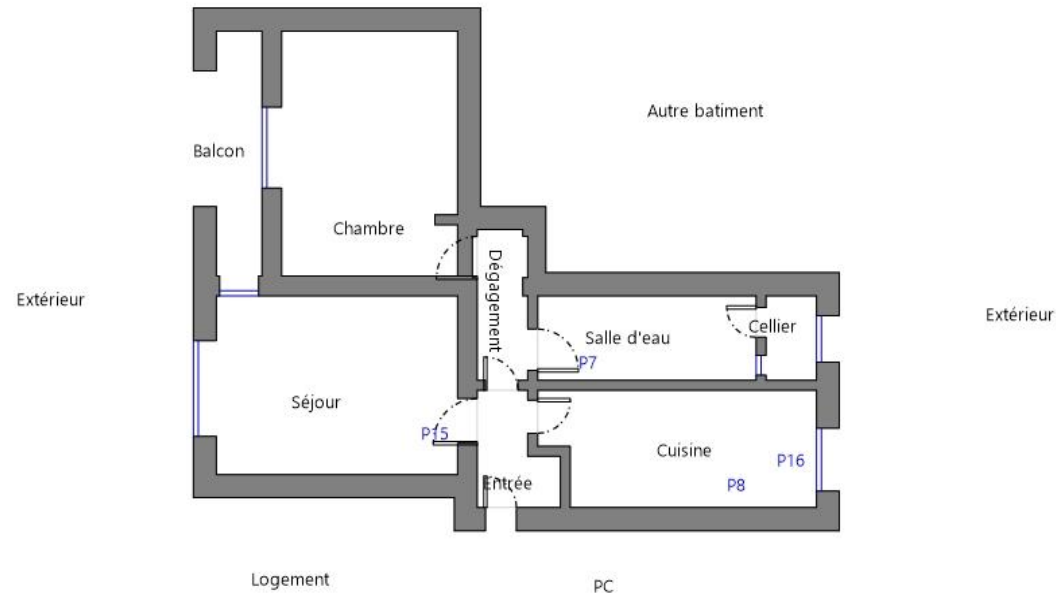 Autre batiment
Balcon
Chambre
Dégagement
Extérieur
Extérieur
Salle d'eau
Cellier
P7
Séjour
P15
Cuisine
P16
P8
Entrée
Logement
PC